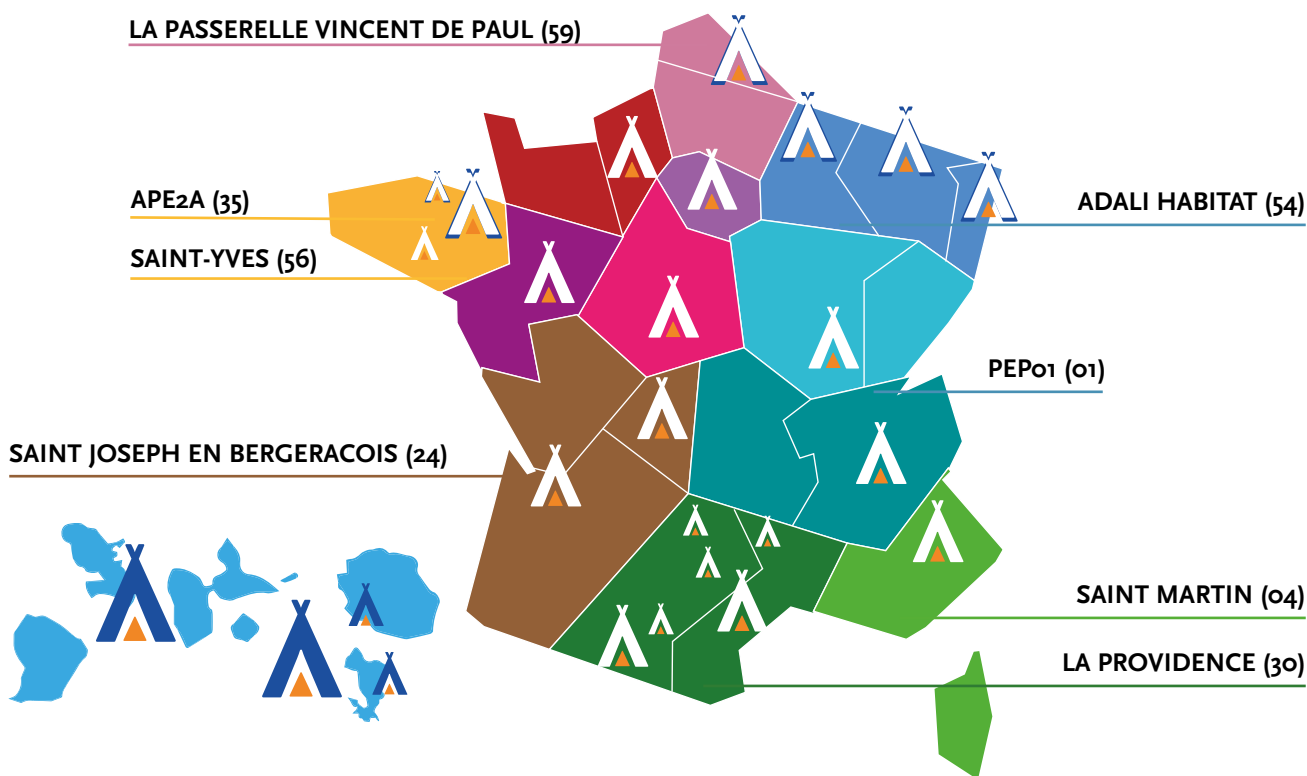 LA PASSERELLE VINCENT DE PAUL (59)
APE2A (35)
ADALI HABITAT (54)
SAINT-YVES (56)
PEP01 (01)
SAINT JOSEPH EN BERGERACOIS (24)
SAINT MARTIN (04)
LA PROVIDENCE (30)